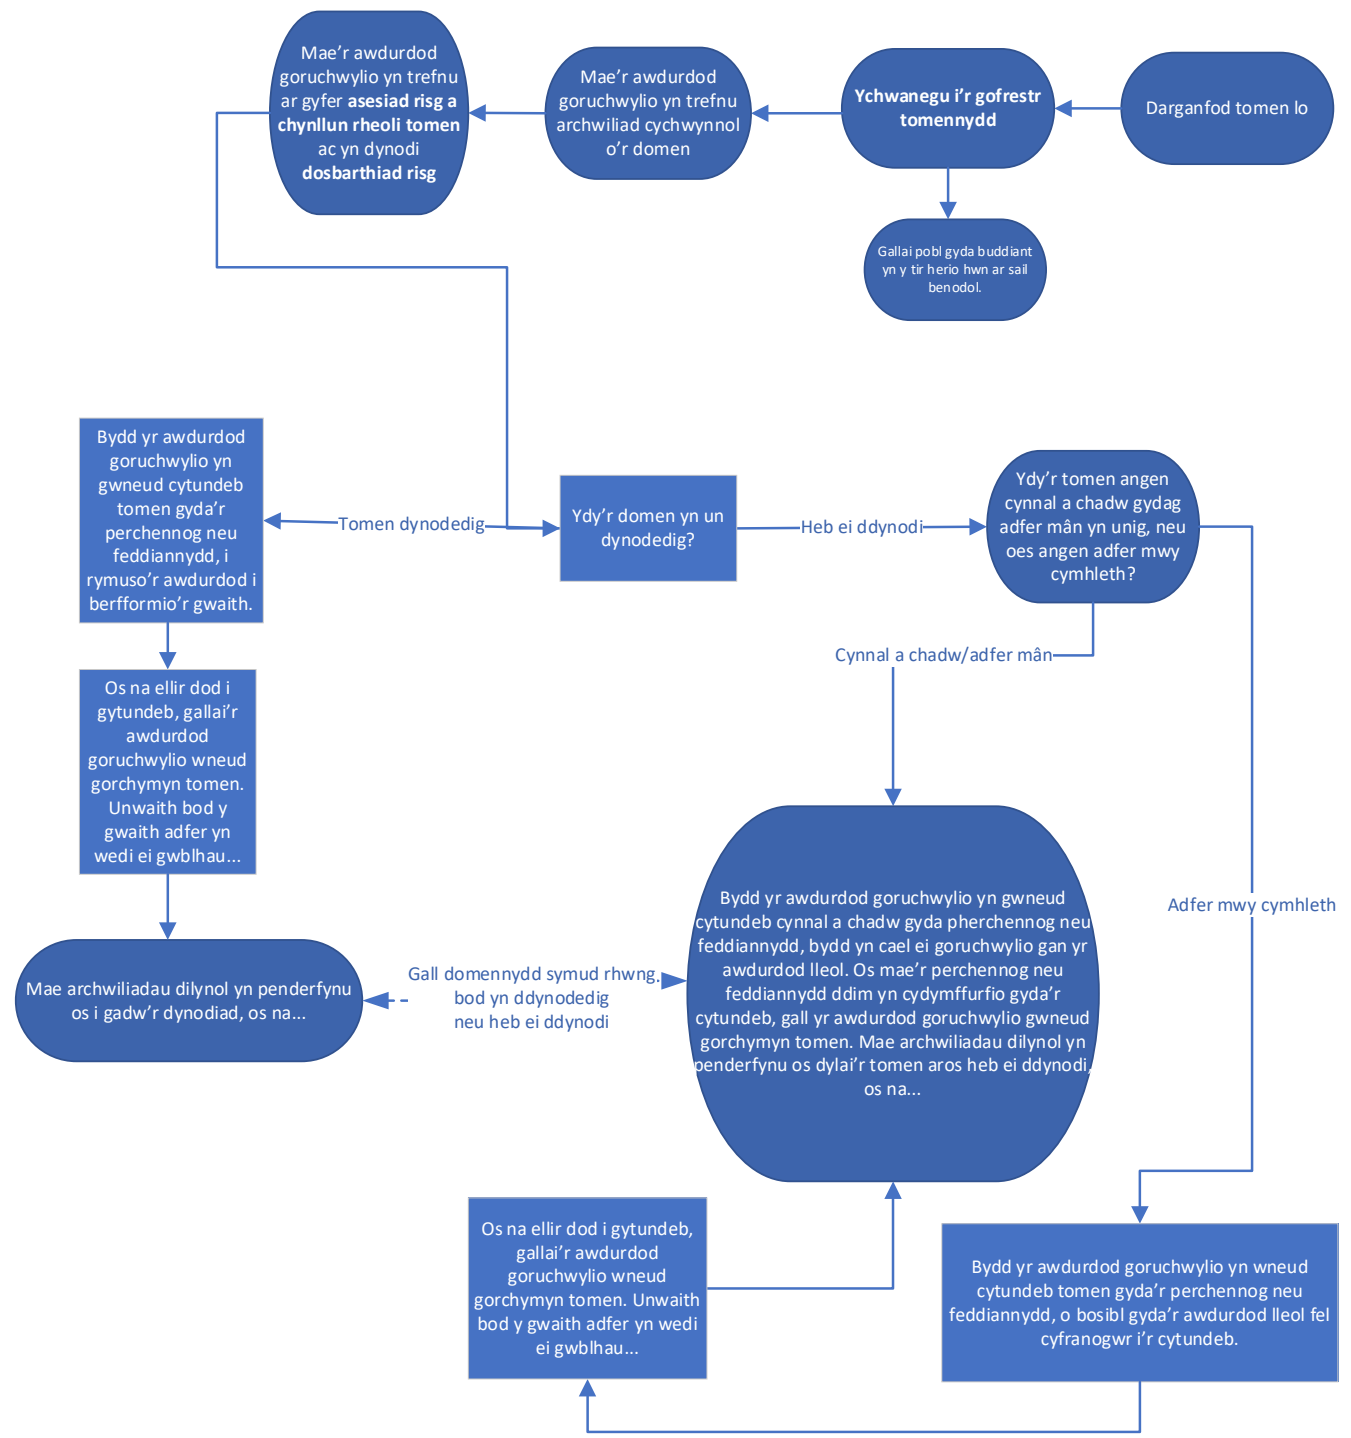 Darganfod tomen lo
Ychwanegu i'r gofrestr
tomennydd
Gallai pobl gyda buddiant
yn y tir herio hwn ar sail
benodol.
Mae'r awdurdod
goruchwylio yn trefnu
archwiliad cychwynnol
o'r domen
Mae'r awdurdod
goruchwylio yn trefnu
ar gyfer asesiad risg a
chynllun rheoli tomen
ac yn dynodi
dosbarthiad risg
Ydy'r domen yn un
dynodedig?
Tomen dynodedig
Bydd yr awdurdod
goruchwylio yn
gwneud cytundeb
tomen gyda'r
perchennog neu
feddiannydd, i
rymuso'r awdurdod i
berfformio'r gwaith.
Os na ellir dod i
gytundeb, gallai'r
awdurdod
goruchwylio wneud
gorchymyn tomen.
Unwaith bod y
gwaith adfer yn
wedi ei gwblhau...
Mae archwiliadau dilynol yn penderfynu
os i gadw'r dynodiad, os na...
Gall domennydd symud rhwng.
bod yn ddynodedig
neu heb ei ddynodi
Heb ei ddynodi
Ydy'r tomen angen
cynnal a chadw gydag
adfer mân yn unig, neu
oes angen adfer mwy
cymhleth?
Cynnal a chadw/adfer mân
Bydd yr awdurdod goruchwylio yn gwneud
cytundeb cynnal a chadw gyda pherchennog neu
feddiannydd, bydd yn cael ei goruchwylio gan yr
awdurdod lleol. Os mae'r perchennog neu
feddiannydd ddim yn cydymffurfio gyda'r
cytundeb, gall yr awdurdod goruchwylio gwneud
gorchymyn tomen. Mae archwiliadau dilynol yn
penderfynu os dylai'r tomen aros heb ei ddynodi,
os na...
Adfer mwy cymhleth
Bydd yr awdurdod goruchwylio yn wneud
cytundeb tomen gyda'r perchennog neu
feddiannydd, o bosibl gyda'r awdurdod lleol fel
cyfranogwr i'r cytundeb.
Os na ellir dod i gytundeb,
gallai'r awdurdod
goruchwylio wneud
gorchymyn tomen. Unwaith
bod y gwaith adfer yn wedi
ei gwblhau...